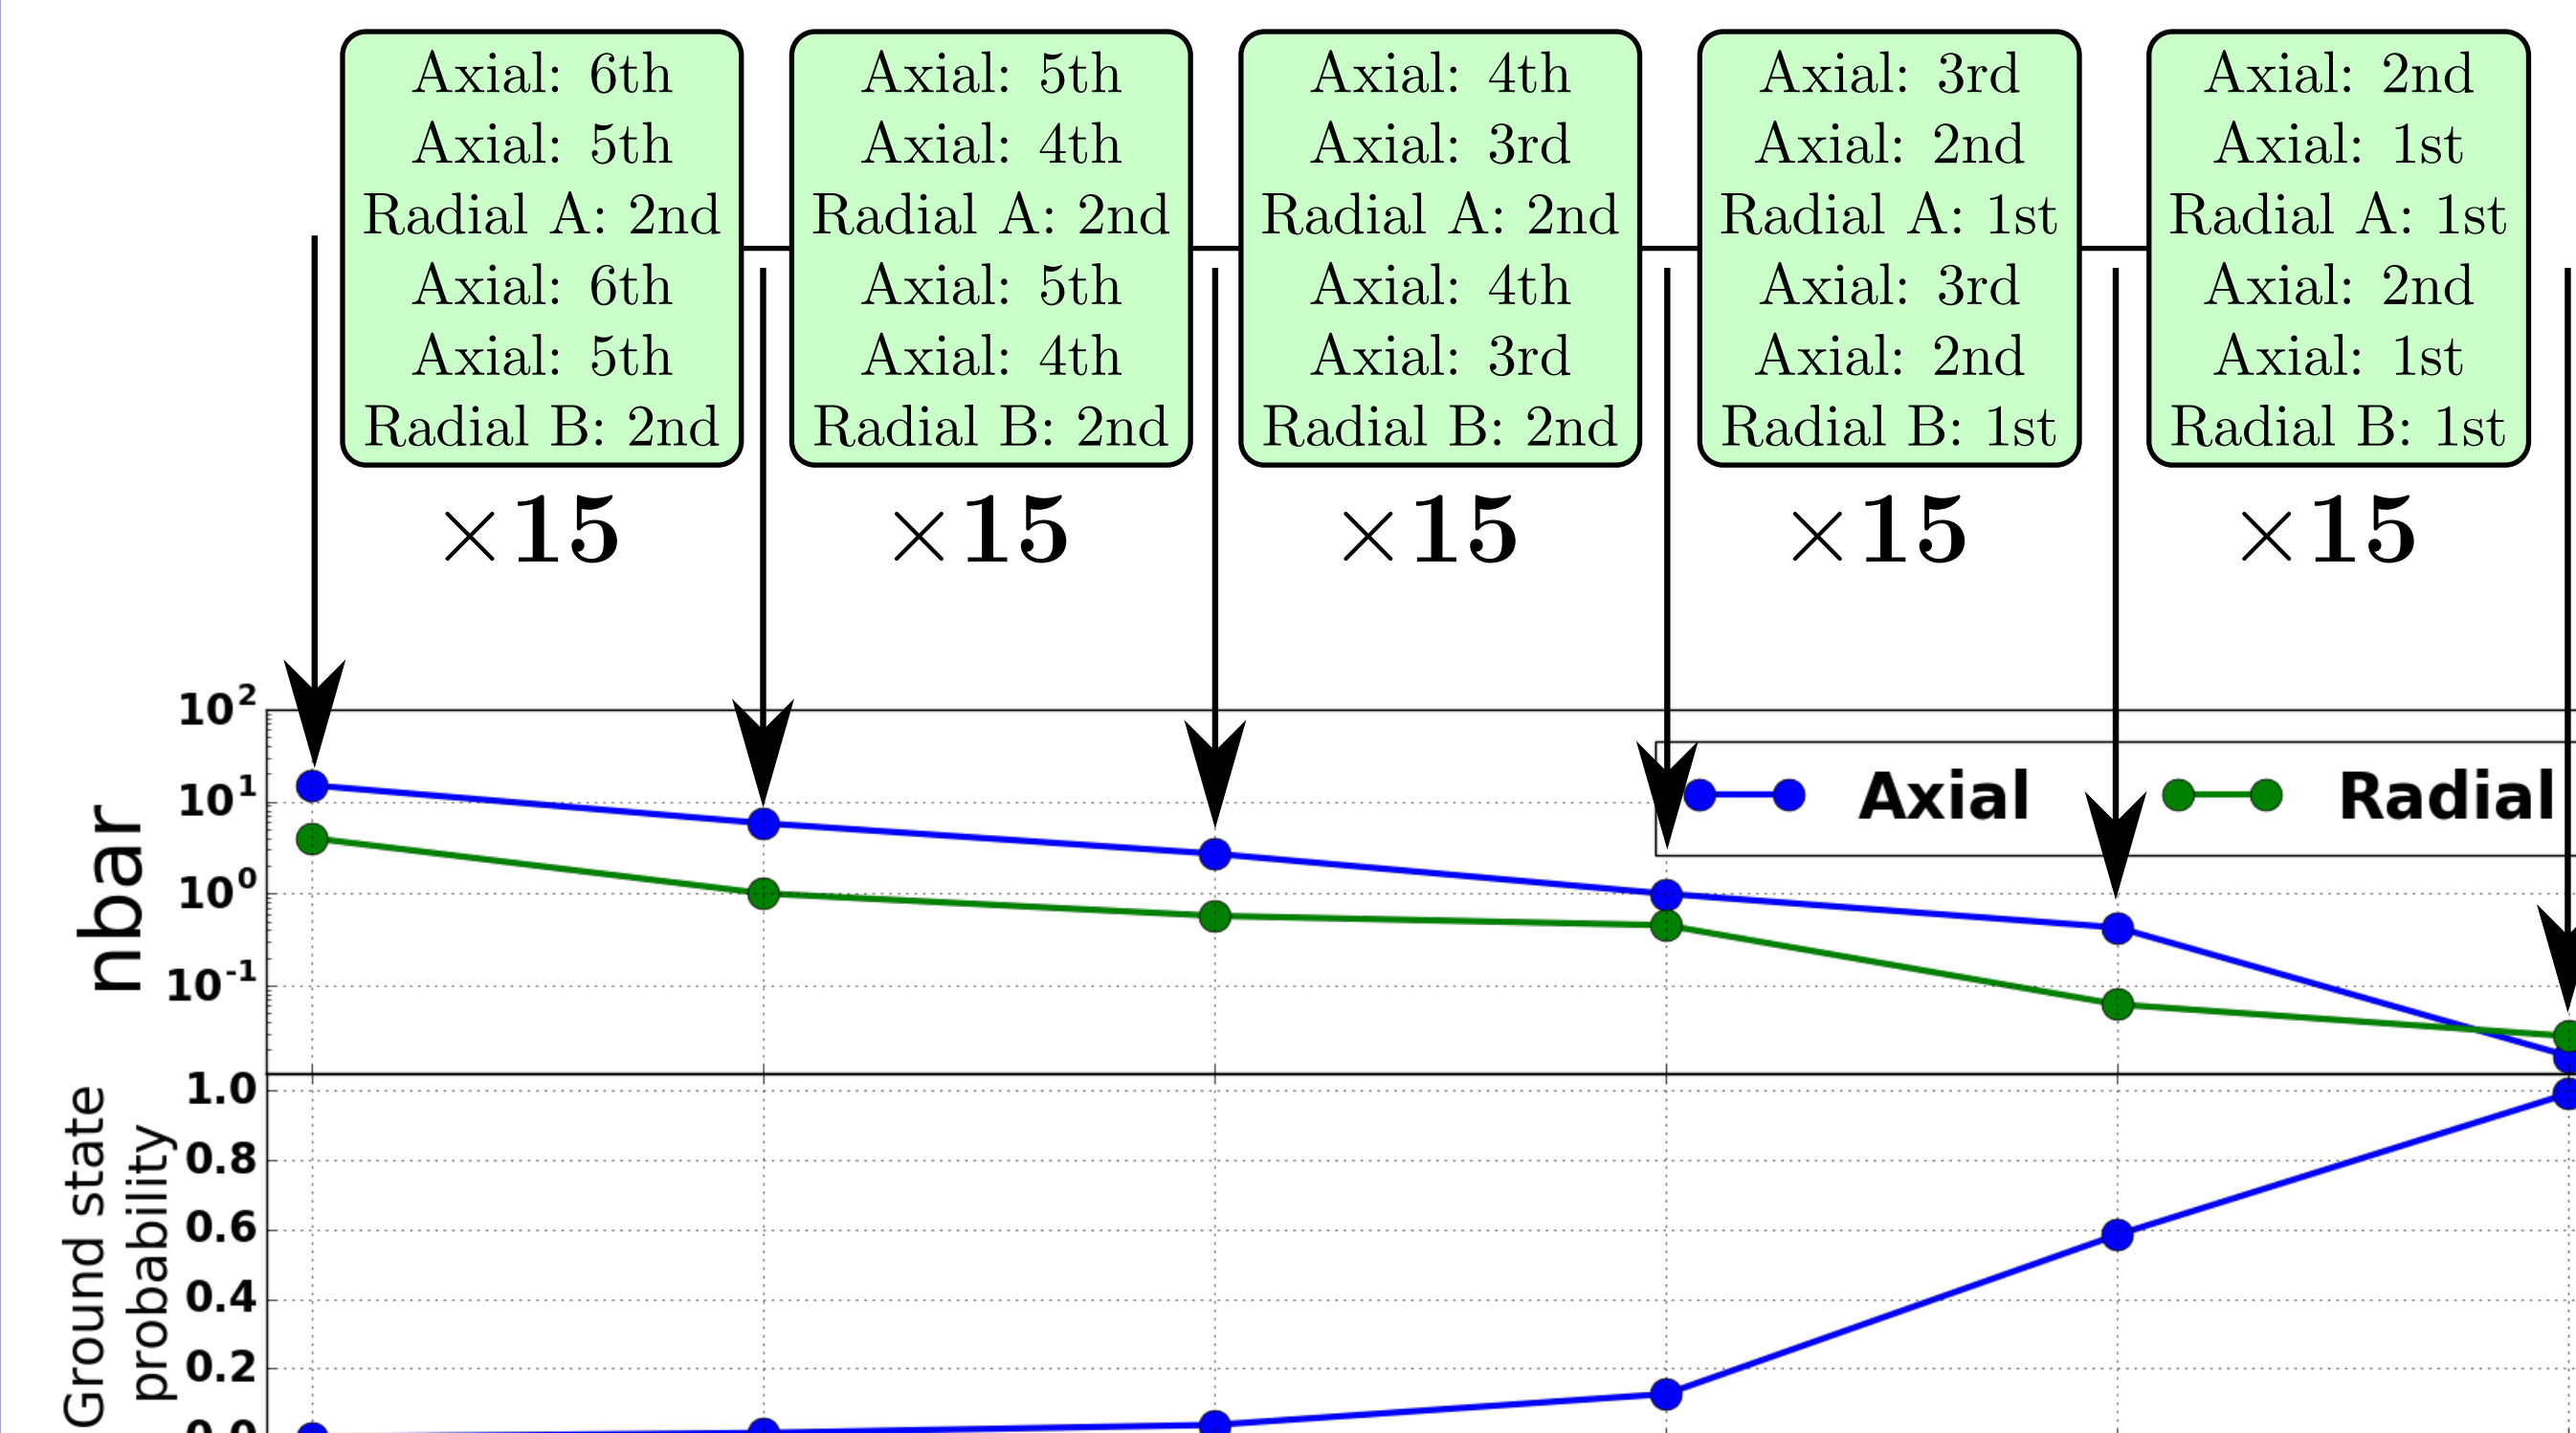 Axial: 6th
Axial: 5th
Radial A: 2nd
Axial: 6th
Axial: 5th
Radial B: 2nd
×15
Axial: 5th
Axial: 4th
Radial A: 2nd
Axial: 5th
Axial: 4th
Radial B: 2nd
×15
Axial: 4th
Axial: 3rd
Radial A: 2nd
Axial: 4th
Axial: 3rd
Radial B: 2nd
×15
Axial: 3rd
Axial: 2nd
Radial A: 1st
Axial: 3rd
Axial: 2nd
Radial B: 1st
×15
Axial: 2nd
Axial: 1st
Radial A: 1st
Axial: 2nd
Axial: 1st
Radial B: 1st
×15
nbar
10²
10¹
10⁰
10⁻¹
Axial
Radial
Ground state
probability
1.0
0.8
0.6
0.4
0.2
0.0